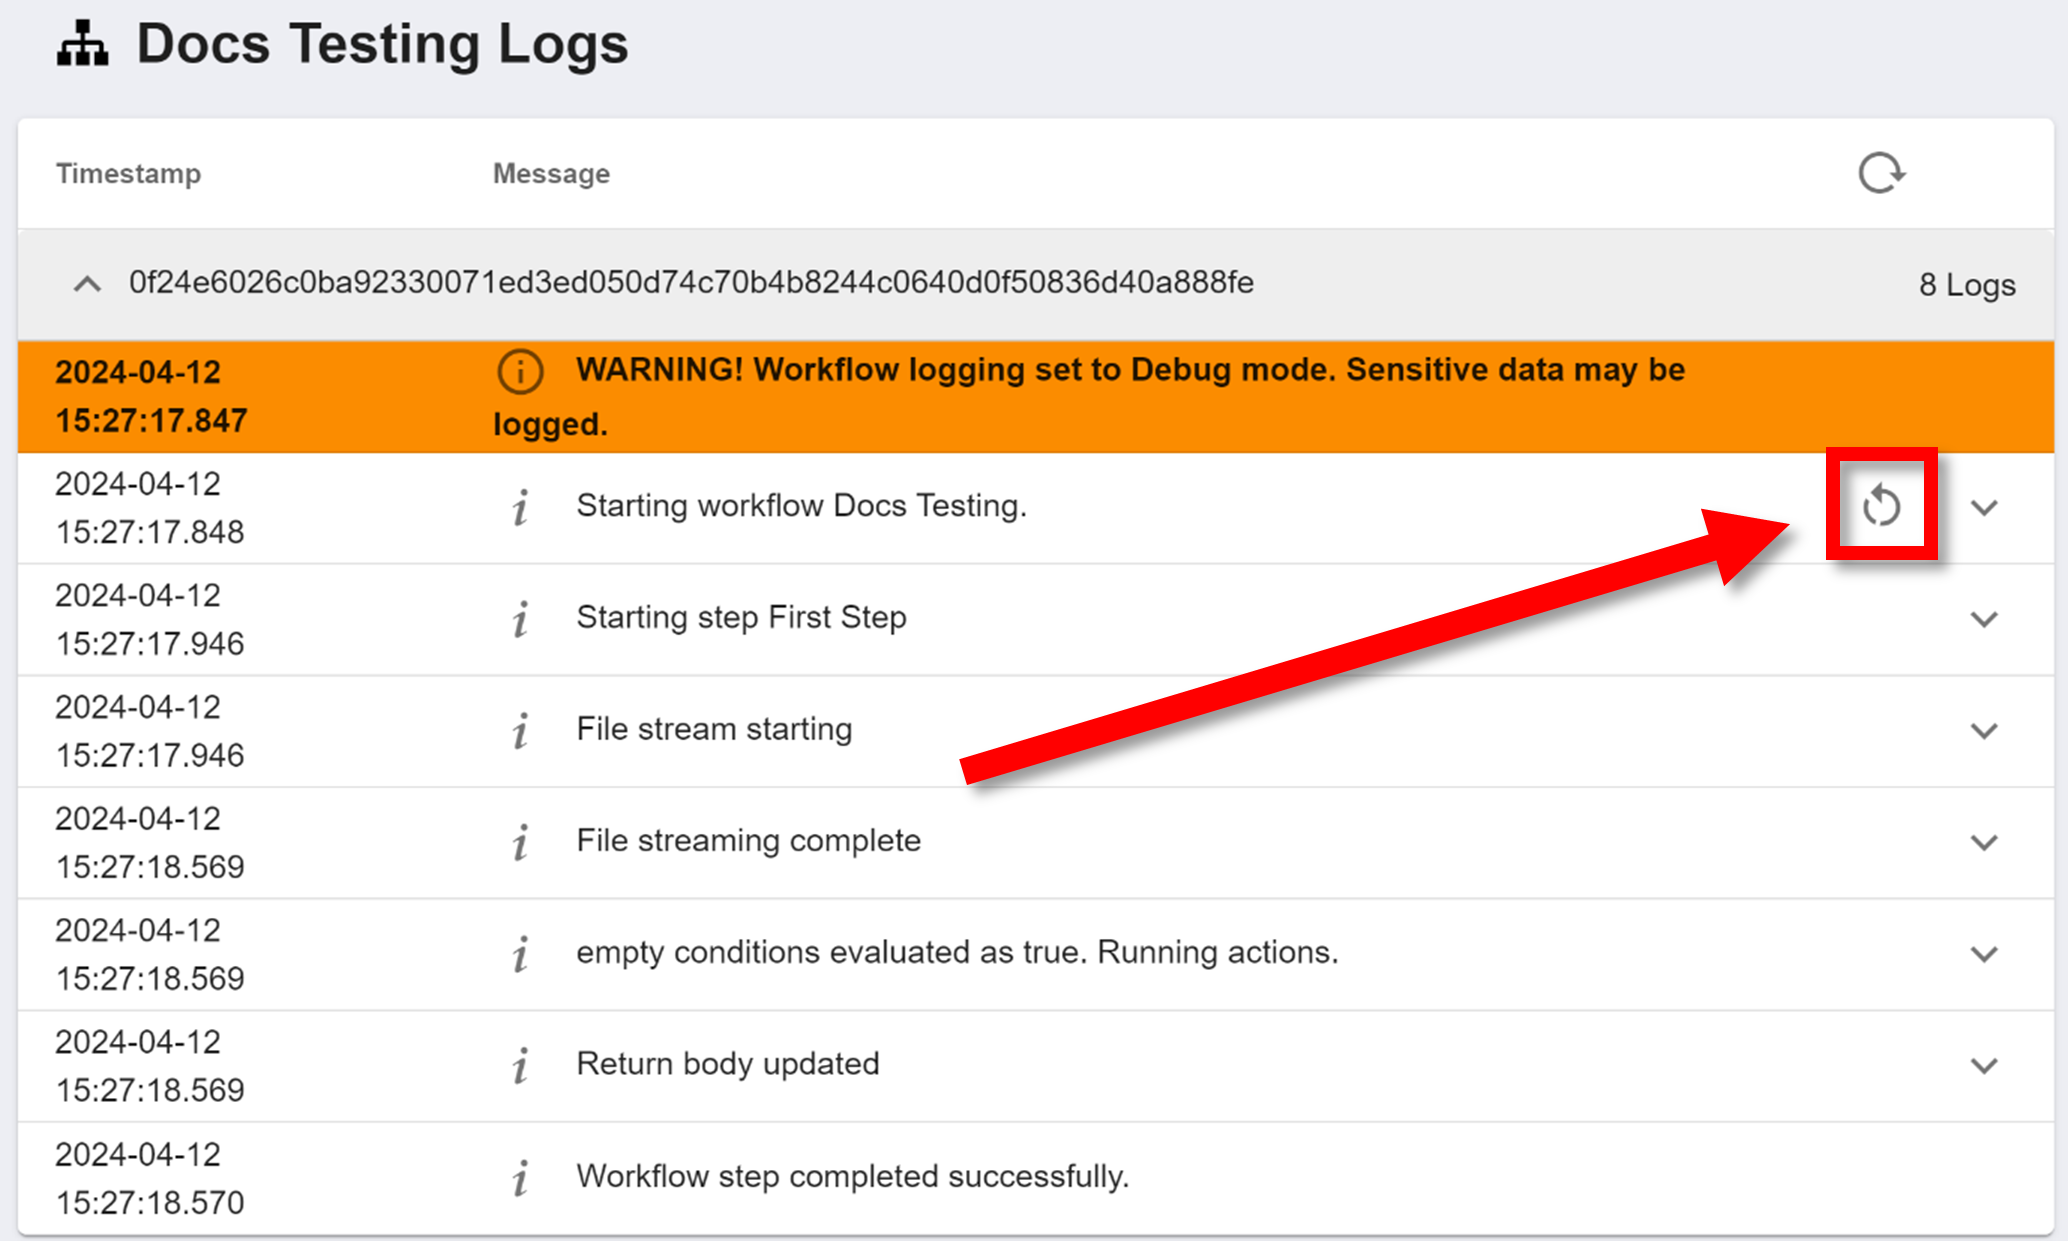 Docs Testing Logs
Timestamp Message
0f24e6026c0ba92330071ed3ed050d74c70b4b8244c0640d0f50836d40a888fe 8 Logs
2024-04-12
15:27:17.847
WARNING! Workflow logging set to Debug mode. Sensitive data may be
logged.
2024-04-12
15:27:17.848
Starting workflow Docs Testing.
2024-04-12
15:27:17.946
Starting step First Step
2024-04-12
15:27:17.946
File stream starting
2024-04-12
15:27:18.569
File streaming complete
2024-04-12
15:27:18.569
empty conditions evaluated as true. Running actions.
2024-04-12
15:27:18.569
Return body updated
2024-04-12
15:27:18.570
Workflow step completed successfully.